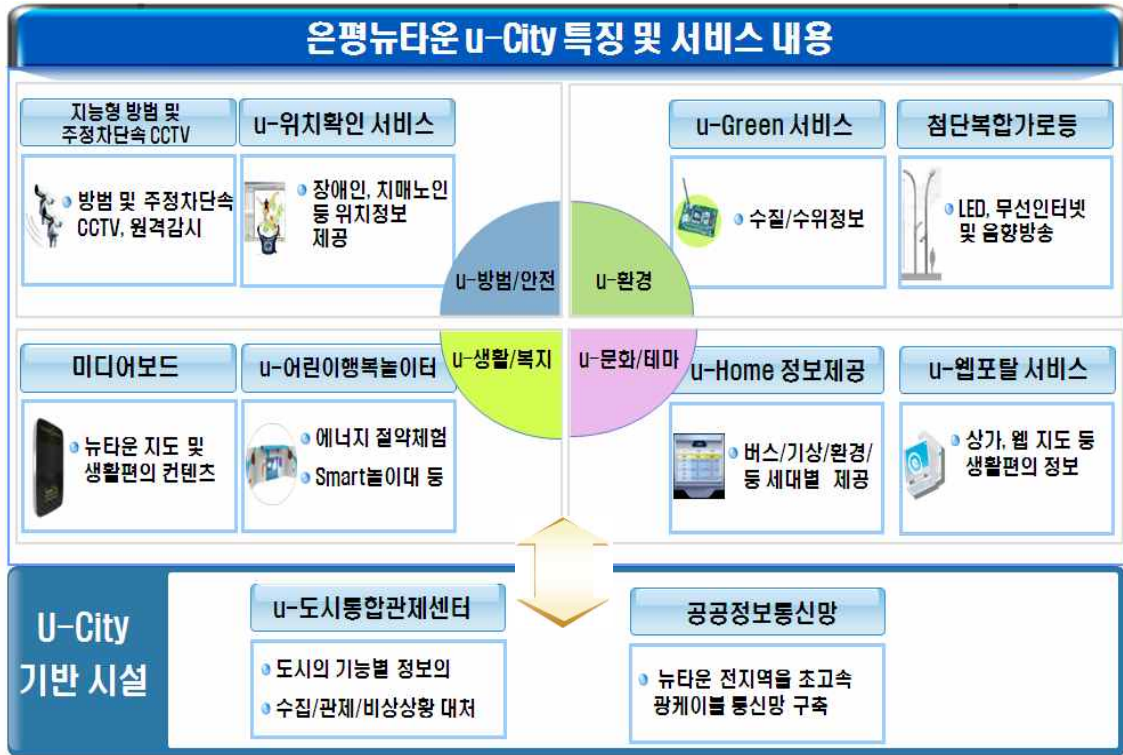 은평뉴타운 u-City 특징 및 서비스 내용
지능형 방범 및
주정차단속 CCTV
방범 및 주정차단속
CCTV, 원격감시
u-위치확인 서비스
장애인, 치매노인
등 위치정보
제공
u-방범/안전
u-Green 서비스
수질/수위정보
첨단복합가로등
LED, 무선인터넷
및 음향방송
u-환경
미디어보드
뉴타운 지도 및
생활편의 컨텐츠
u-어린이행복놀이터
에너지 절약체험
Smart놀이대 등
u-생활/복지
u-문화/테마
u-Home 정보제공
버스/기상/환경/
등 세대별 제공
u-웹포탈 서비스
상가, 웹 지도 등
생활편의 정보
U-City
기반 시설
u-도시통합관제센터
도시의 기능별 정보의
수집/관제/비상상황 대처
공공정보통신망
뉴타운 전지역을 초고속
광케이블 통신망 구축